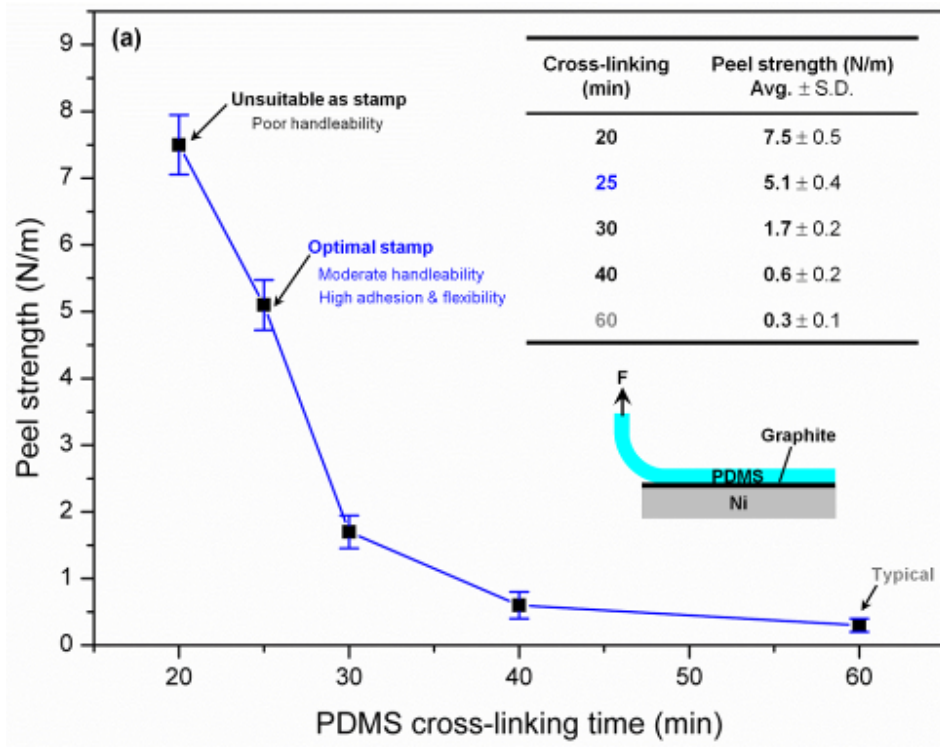 (a)
Unsuitable as stamp
Poor handleability
Optimal stamp
Moderate handleability
High adhesion & flexibility
Typical
Cross-linking (min)
Peel strength (N/m) Avg. ± S.D.
20 7.5 ± 0.5
25 5.1 ± 0.4
30 1.7 ± 0.2
40 0.6 ± 0.2
60 0.3 ± 0.1
F
Graphite
PDMS
Ni
Peel strength (N/m)
9
8
7
6
5
4
3
2
1
0
20 30 40 50 60
PDMS cross-linking time (min)